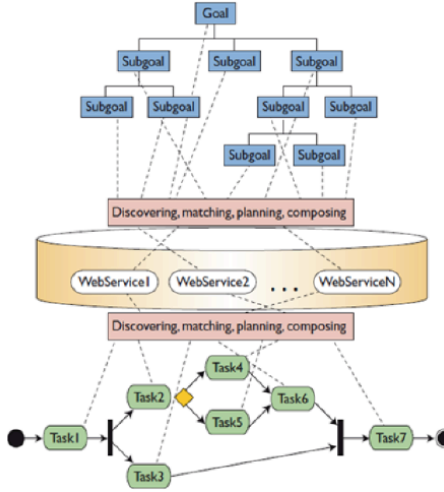 Goal
Subgoal Subgoal Subgoal
Subgoal Subgoal Subgoal Subgoal
Subgoal Subgoal
Discovering, matching, planning, composing
WebService1 WebService2 ... WebServiceN
Discovering, matching, planning, composing
Task4
Task2
Task6
Task5
Task1 Task7
Task3